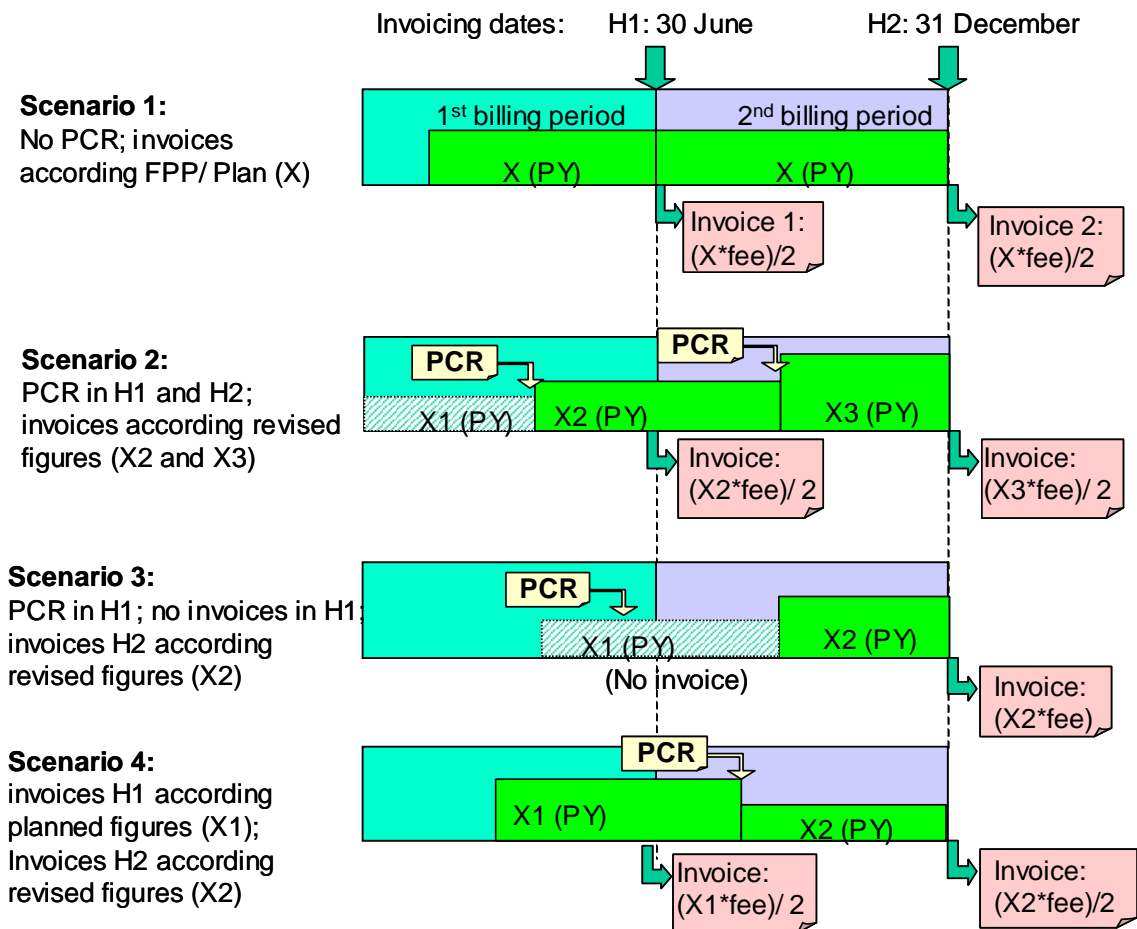 Invoicing dates: H1: 30 June H2: 31 December
Scenario 1:
No PCR; invoices
according FPP/ Plan (X)
1st billing period
2nd billing period
X (PY)
X (PY)
Invoice 1:
(X*fee)/2
Invoice 2:
(X*fee)/2
Scenario 2:
PCR in H1 and H2;
invoices according revised
figures (X2 and X3)
PCR
PCR
X1 (PY)
X2 (PY)
X3 (PY)
Invoice:
(X2*fee)/ 2
Invoice:
(X3*fee)/ 2
Scenario 3:
PCR in H1; no invoices in H1;
invoices H2 according
revised figures (X2)
PCR
X1 (PY)
(No invoice)
X2 (PY)
Invoice:
(X2*fee)
Scenario 4:
invoices H1 according
planned figures (X1);
Invoices H2 according
revised figures (X2)
PCR
X1 (PY)
X2 (PY)
Invoice:
(X1*fee)/ 2
Invoice:
(X2*fee)/2